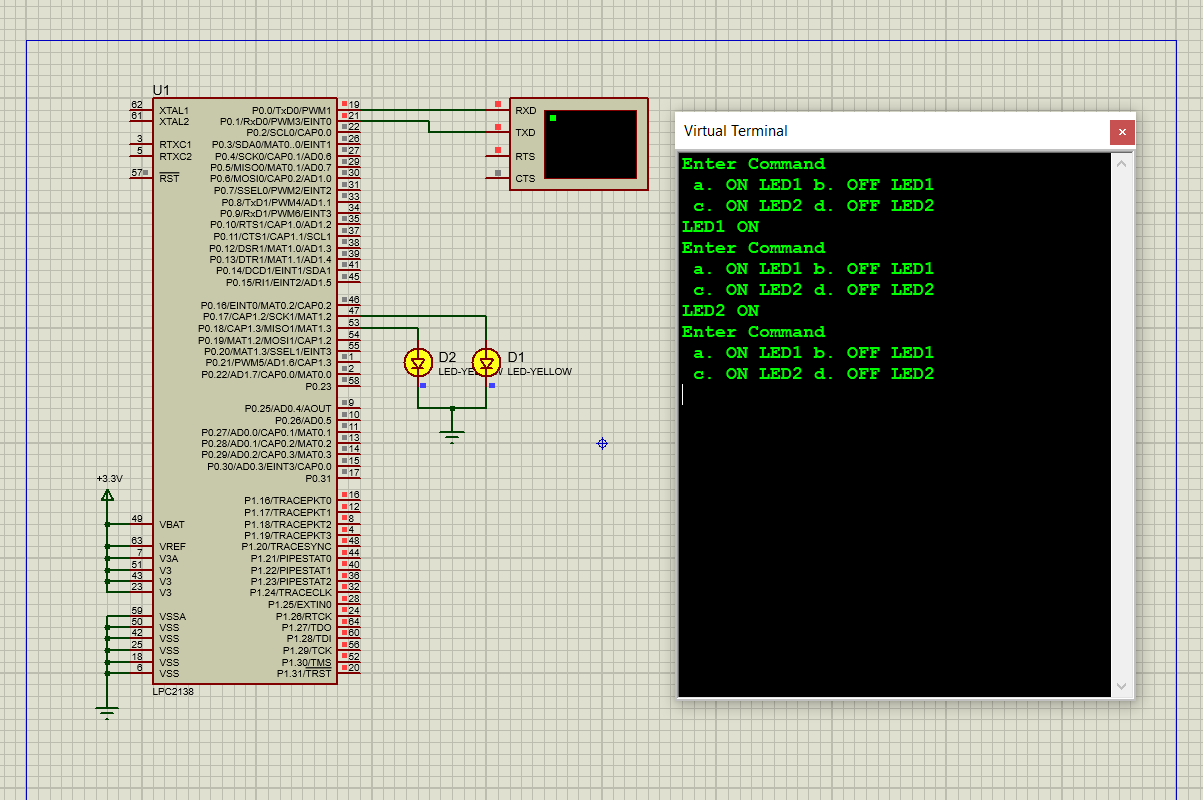 U1
62 XTAL1
61 XTAL2
3 RTXC1
5 RTXC2
57 RST
49 VBAT
63 VREF
7 V3A
51 V3
43 V3
23 V3
59 VSSA
50 VSS
42 VSS
25 VSS
18 VSS
6 VSS
+3.3V
P0.0/TxD0/PWM1 19
P0.1/RxD0/PWM3/EINT0 21
P0.2/SCL0/CAP0.0 22
P0.3/SDA0/MAT0..0/EINT1 26
P0.4/SCK0/CAP0.1/AD0.6 27
P0.5/MISO0/MAT0.1/AD0.7 29
P0.6/MOSI0/CAP0.2/AD1.0 30
P0.7/SSEL0/PWM2/EINT2 31
P0.8/TxD1/PWM4/AD1.1 33
P0.9/RxD1/PWM6/EINT3 34
P0.10/RTS1/CAP1.0/AD1.2 35
P0.11/CTS1/CAP1.1/SCL1 37
P0.12/DSR1/MAT1.0/AD1.3 38
P0.13/DTR1/MAT1.1/AD1.4 39
P0.14/DCD1/EINT1/SDA1 41
P0.15/RI1/EINT2/AD1.5 45
P0.16/EINT0/MAT0.2/CAP0.2 46
P0.17/CAP1.2/SCK1/MAT1.2 47
P0.18/CAP1.3/MISO1/MAT1.3 53
P0.19/MAT1.2/MOSI1/CAP1.2 54
P0.20/MAT1.3/SSEL1/EINT3 55
P0.21/PWM5/AD1.6/CAP1.3 1
P0.22/AD1.7/CAP0.0/MAT0.0 2
P0.23 58
P0.25/AD0.4/AOUT 9
P0.26/AD0.5 10
P0.27/AD0.0/CAP0.1/MAT0.1 11
P0.28/AD0.1/CAP0.2/MAT0.2 13
P0.29/AD0.2/CAP0.3/MAT0.3 14
P0.30/AD0.3/EINT3/CAP0.0 15
P0.31 17
P1.16/TRACEPKT0 16
P1.17/TRACEPKT1 12
P1.18/TRACEPKT2 8
P1.19/TRACEPKT3 4
P1.20/TRACESYNC 48
P1.21/PIPESTAT0 44
P1.22/PIPESTAT1 40
P1.23/PIPESTAT2 36
P1.24/TRACECLK 32
P1.25/EXTIN0 28
P1.26/RTCK 24
P1.27/TDO 64
P1.28/TDI 60
P1.29/TCK 56
P1.30/TMS 52
P1.31/TRST 20
LPC2138
RXD
TXD
RTS
CTS
D2
D1
LED-YELLOW
Virtual Terminal
Enter Command
a. ON LED1 b. OFF LED1
c. ON LED2 d. OFF LED2
LED1 ON
Enter Command
a. ON LED1 b. OFF LED1
c. ON LED2 d. OFF LED2
LED2 ON
Enter Command
a. ON LED1 b. OFF LED1
c. ON LED2 d. OFF LED2